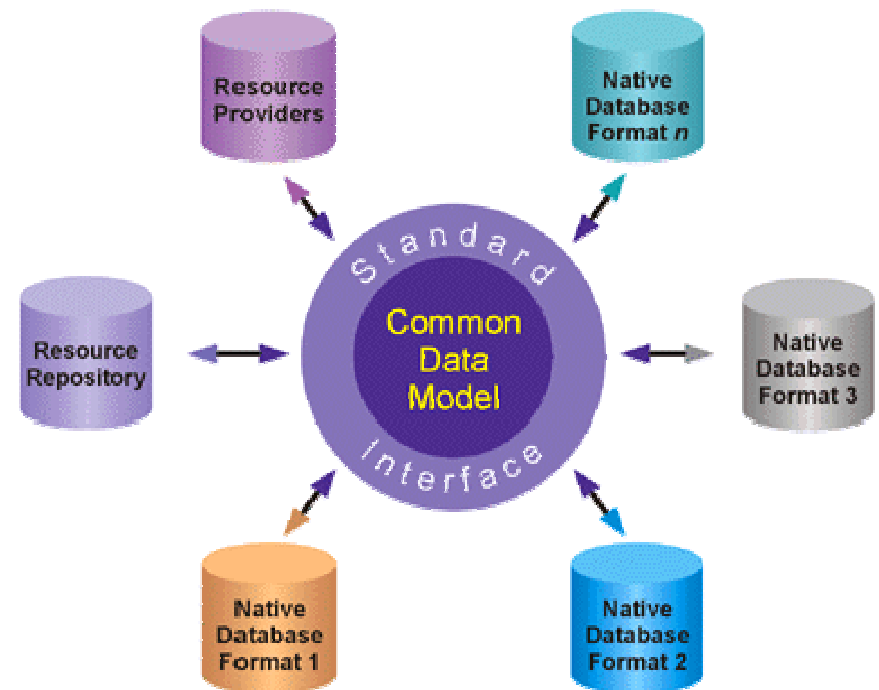 Resource
Providers
Native
Database
Format n
Standard
Common
Data
Model
Interface
Resource
Repository
Native
Database
Format 3
Native
Database
Format 1
Native
Database
Format 2